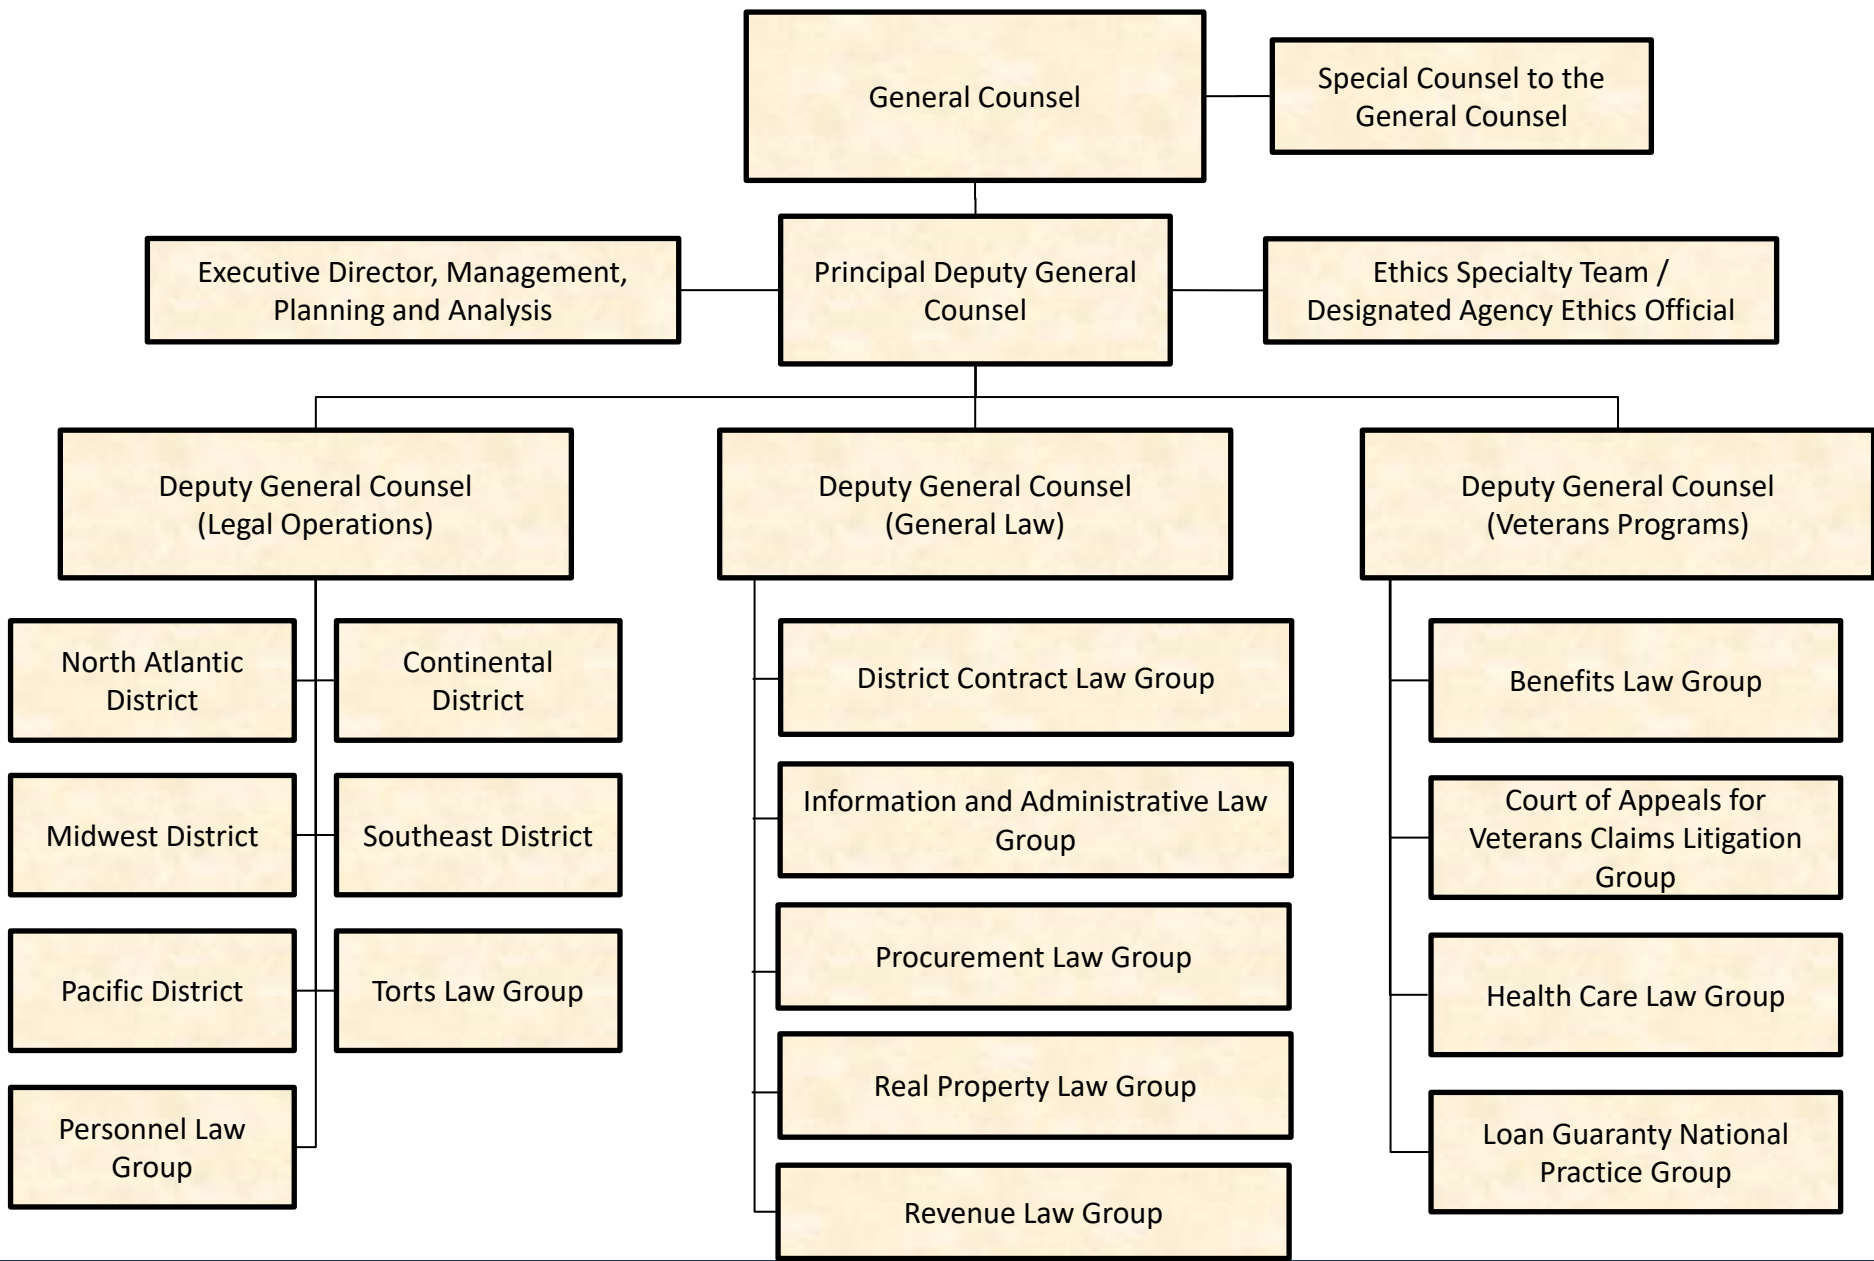 General Counsel
Special Counsel to the
General Counsel
Executive Director, Management,
Planning and Analysis
Principal Deputy General
Counsel
Ethics Specialty Team /
Designated Agency Ethics Official
Deputy General Counsel
(Legal Operations)
Deputy General Counsel
(General Law)
Deputy General Counsel
(Veterans Programs)
North Atlantic
District
Continental
District
Midwest District
Southeast District
Pacific District
Torts Law Group
Personnel Law
Group
District Contract Law Group
Information and Administrative Law
Group
Procurement Law Group
Real Property Law Group
Revenue Law Group
Benefits Law Group
Court of Appeals for
Veterans Claims Litigation
Group
Health Care Law Group
Loan Guaranty National
Practice Group